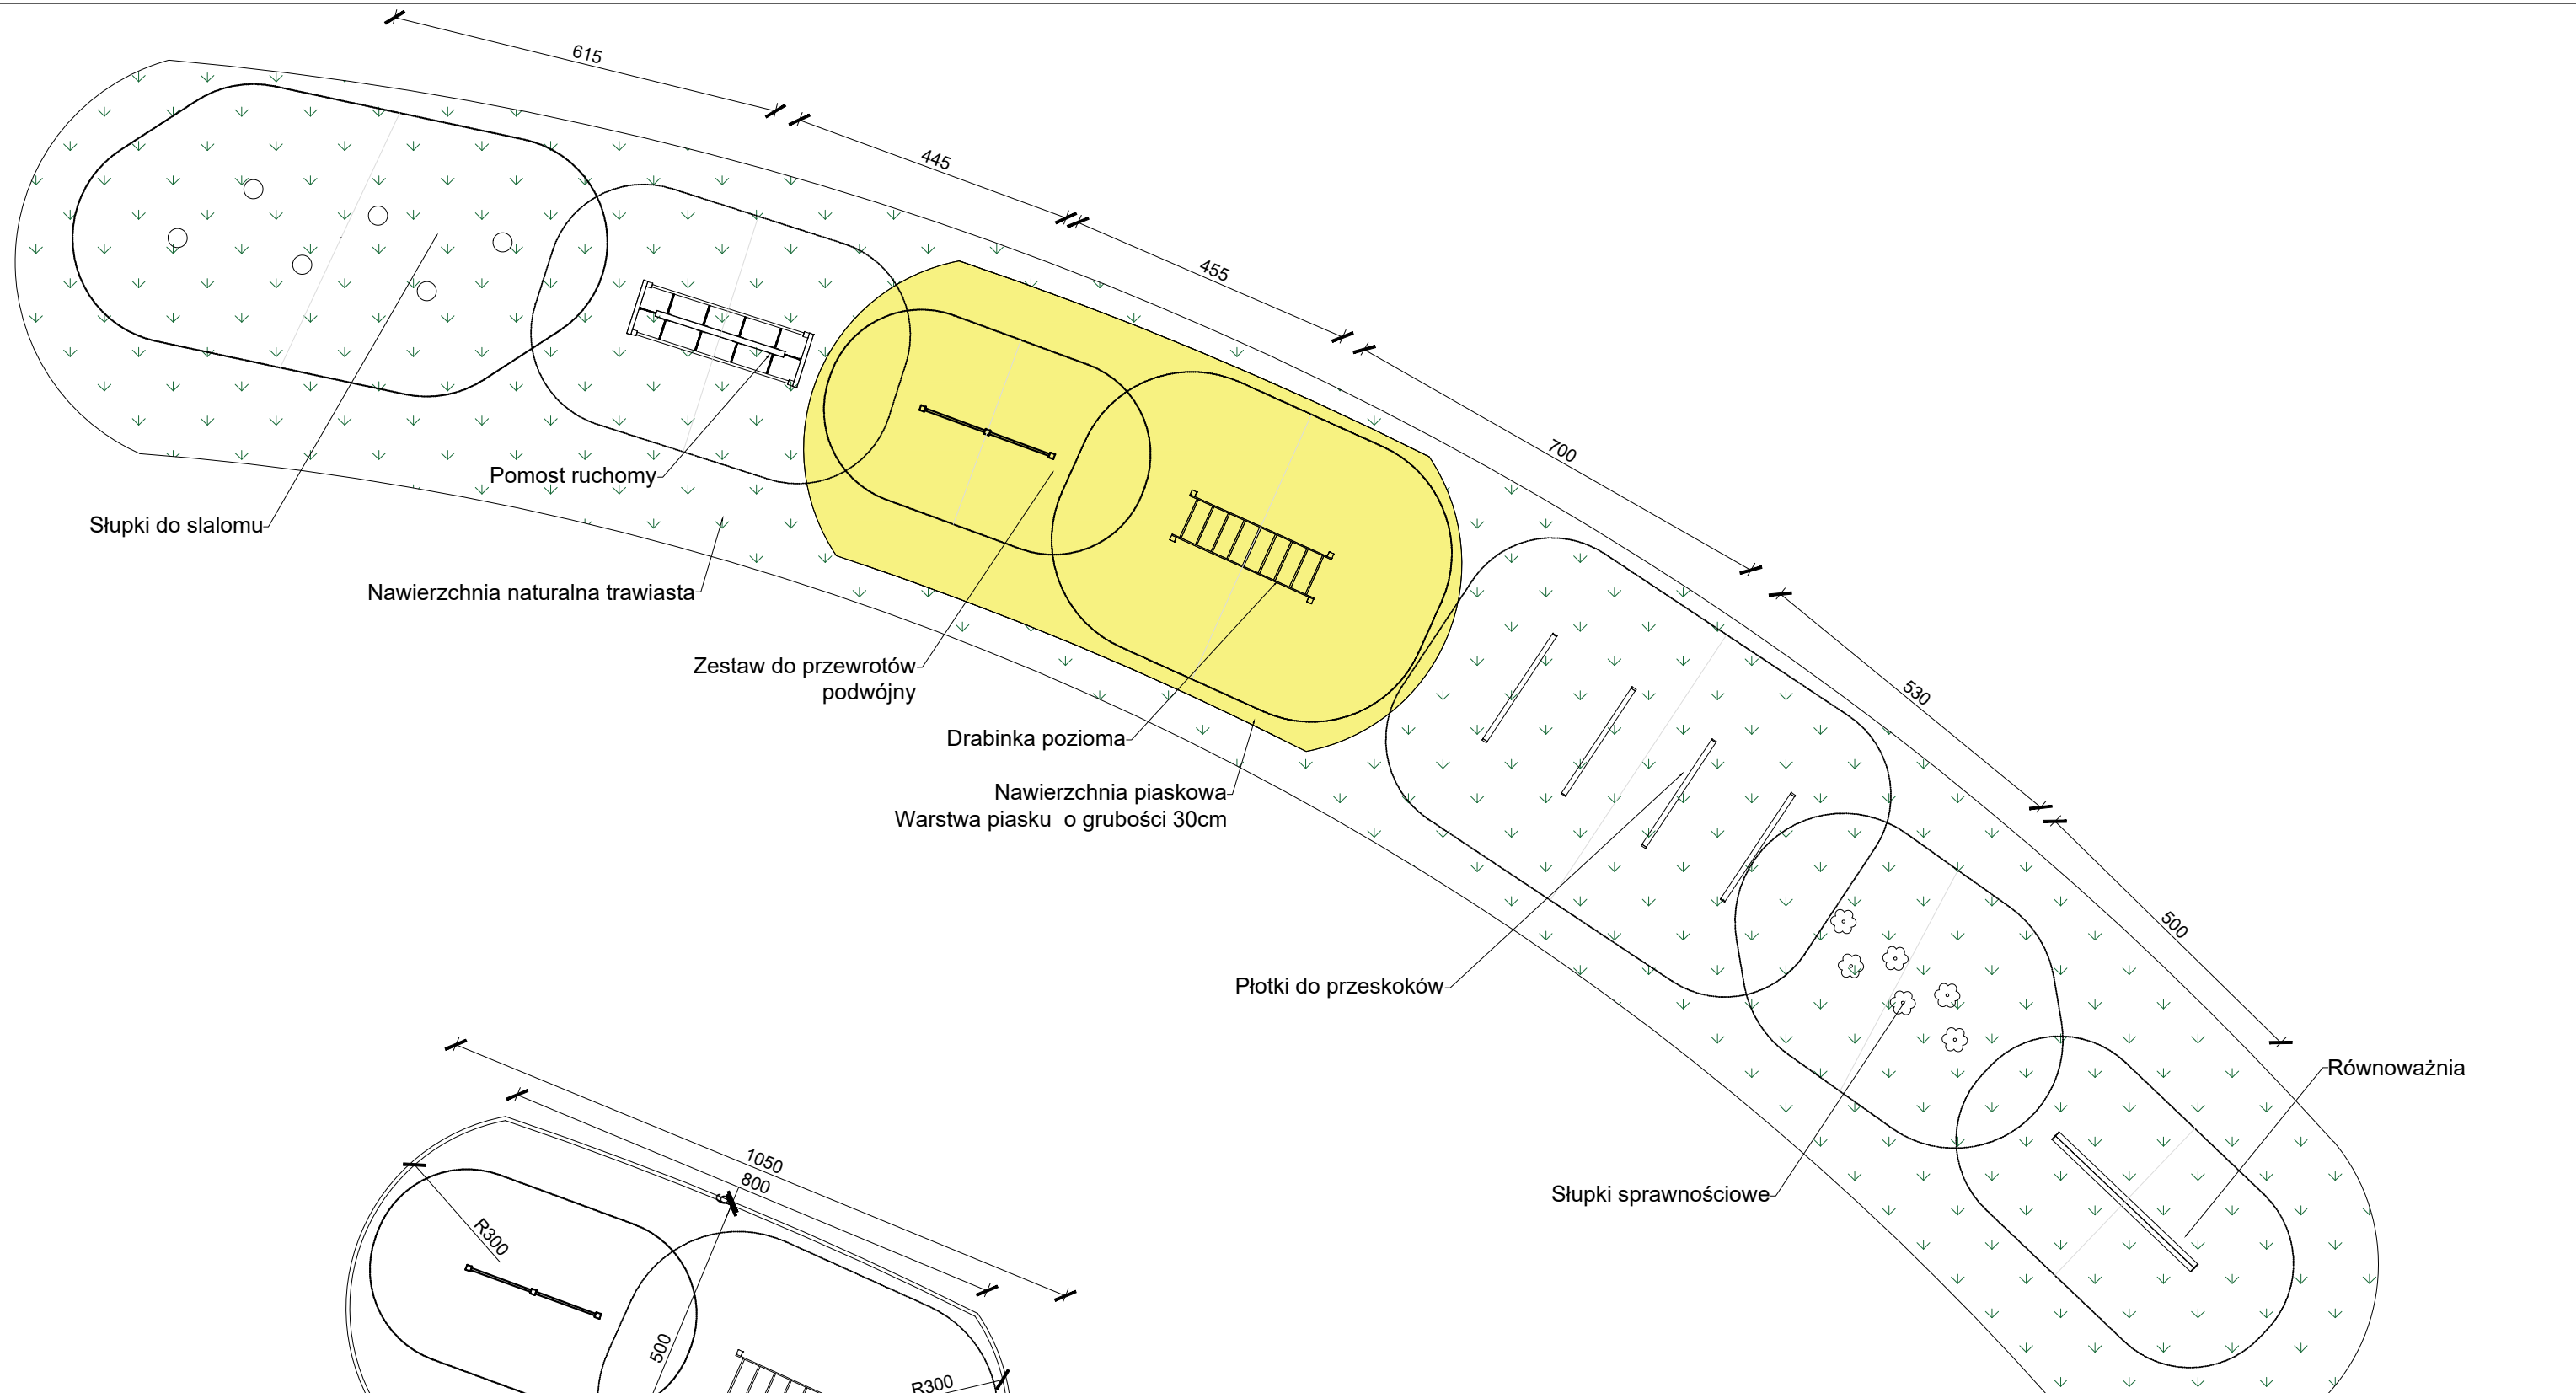 615
445
455
700
530
500
Pomost ruchomy
Słupki do slalomu
Nawierzchnia naturalna trawiasta
Zestaw do przewrotów
podwójny
Drabinka pozioma
Nawierzchnia piaskowa
Warstwa piasku o grubości 30cm
Płotki do przeskoków
Równoważnia
Słupki sprawnościowe
1050
800
R300
500
R300